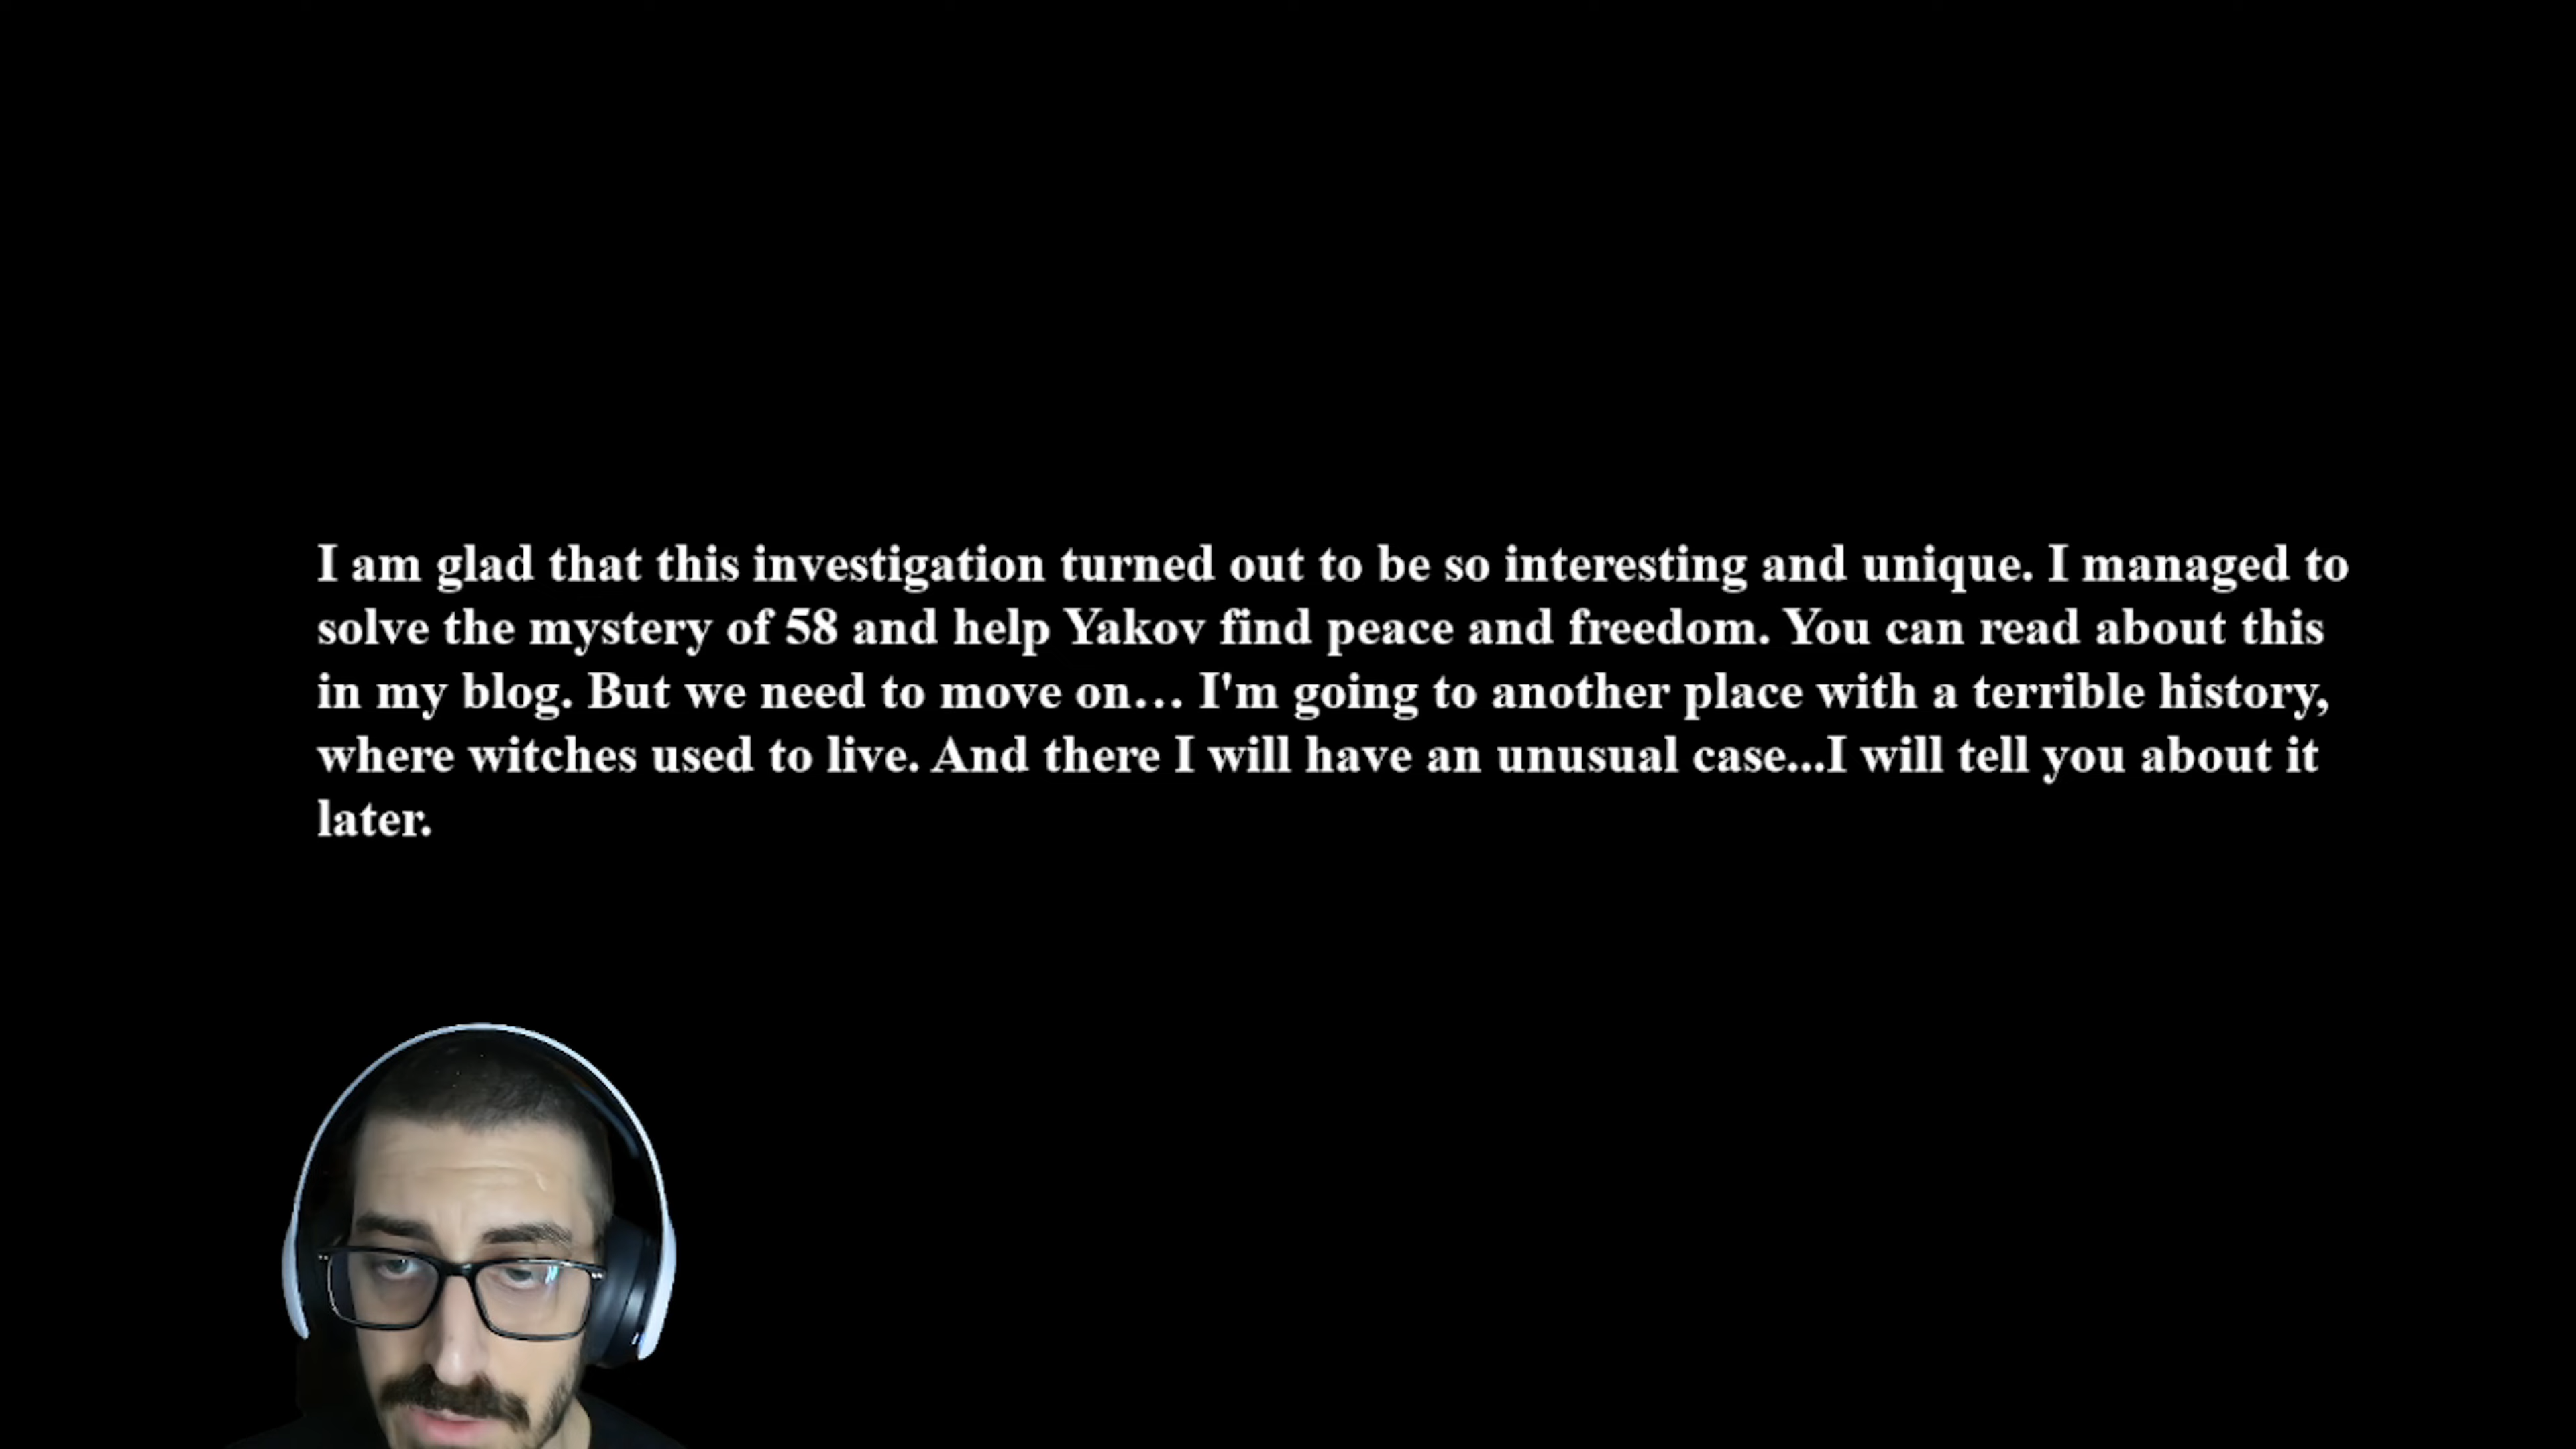 I am glad that this investigation turned out to be so interesting and unique. I managed to
solve the mystery of 58 and help Yakov find peace and freedom. You can read about this
in my blog. But we need to move on… I'm going to another place with a terrible history,
where witches used to live. And there I will have an unusual case...I will tell you about it
later.